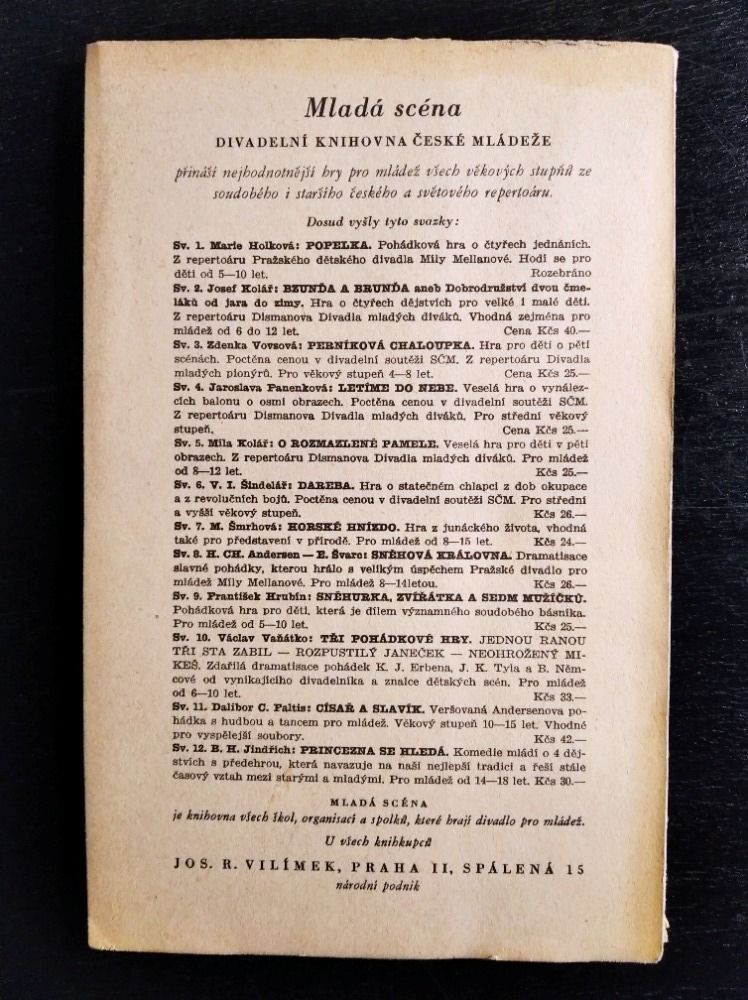 Mladá scéna
DIVADELNÍ KNIHOVNA ČESKÉ MLÁDEŽE
přináší nejhodnotnější hry pro mládež všech věkových stupňů ze
soudobého i staršího českého a světového repertoáru.
Dosud vyšly tyto svazky:
Sv. 1. Marie Holková: POPELKA. Pohádková hra o čtyřech jednáních.
Z repertoáru Pražského dětského divadla Míly Mellanové. Hodí se pro
děti od 5—10 let. Rozebráno
Sv. 2. Josef Kolář: BZUNĎA A BRUNĎA aneb Dobrodružství dvou čme-
láků od jara do zimy. Hra o čtyřech dějstvích pro velké i malé děti.
Z repertoáru Dismanova Divadla mladých diváků. Vhodná zejména pro
mládež od 6 do 12 let. Cena Kčs 40.—
Sv. 3. Zdenka Vovsová: PERNÍKOVÁ CHALOUPKA. Hra pro děti o pěti
scénách. Poctěna cenou v divadelní soutěži SČM. Z repertoáru Divadla
mladých pionýrů. Pro věkový stupeň 4—8 let. Cena Kčs 25.—
Sv. 4. Jaroslava Panenková: LETÍME DO NEBE. Veselá hra o vynález-
cích balonu o osmi obrazech. Poctěna cenou v divadelní soutěži SČM.
Z repertoáru Dismanova Divadla mladých diváků. Pro střední věkový
stupeň. Cena Kčs 25.—
Sv. 5. Míla Kolář: O ROZMAZLENÉ PAMELE. Veselá hra pro děti v pěti
obrazech. Z repertoáru Dismanova Divadla mladých diváků. Pro mládež
od 8—12 let. Kčs 25.—
Sv. 6. V. I. Šindelář: DAREBA. Hra o statečném chlapci z dob okupace
a z revolučních bojů. Poctěna cenou v divadelní soutěži SČM. Pro střední
a vyšší věkový stupeň. Kčs 26.—
Sv. 7. M. Šmrhová: HORSKÉ HNÍZDO. Hra z junáckého života, vhodná
také pro představení v přírodě. Pro mládež od 8—15 let. Kčs 24.—
Sv. 8. H. CH. Andersen — E. Švarc: SNĚHOVÁ KRÁLOVNA. Dramatisace
slavné pohádky, kterou hrálo s velikým úspěchem Pražské divadlo pro
mládež Míly Mellanové. Pro mládež 8—14letou. Kčs 26.—
Sv. 9. František Hrubín: SNĚHURKA, ZVÍŘÁTKA A SEDM MUŽÍČKŮ.
Pohádková hra pro děti, která je dílem významného soudobého básníka.
Pro mládež od 5—10 let. Kčs 25.—
Sv. 10. Václav Vaňátko: TŘI POHÁDKOVÉ HRY. JEDNOU RANOU
TŘI STA ZABIL — ROZPUSTILÝ JANEČEK — NEOHROŽENÝ MI-
KEŠ. Zdařilá dramatisace pohádek K. J. Erbena, J. K. Tyla a B. Něm-
cové od vynikajícího divadelníka a znalce dětských scén. Pro mládež
od 6—10 let. Kčs 33.—
Sv. 11. Dalibor C. Faltis: CÍSAŘ A SLAVÍK. Veršovaná Andersenova po-
hádka s hudbou a tancem pro mládež. Věkový stupeň 10—15 let. Vhodné
pro vyspělejší soubory. Kčs 42.—
Sv. 12. B. H. Jindřich: PRINCEZNA SE HLEDÁ. Komedie mládí o 4 děj-
stvích s předehrou, která navazuje na naši nejlepší tradici a řeší stále
časový vztah mezi starými a mladými. Pro mládež od 14—18 let. Kčs 30.—
MLADÁ SCÉNA
je knihovna všech škol, organisací a spolků, které hrají divadlo pro mládež.
U všech knihkupců
JOS. R. VILÍMEK, PRAHA II, SPÁLENÁ 15
národní podnik